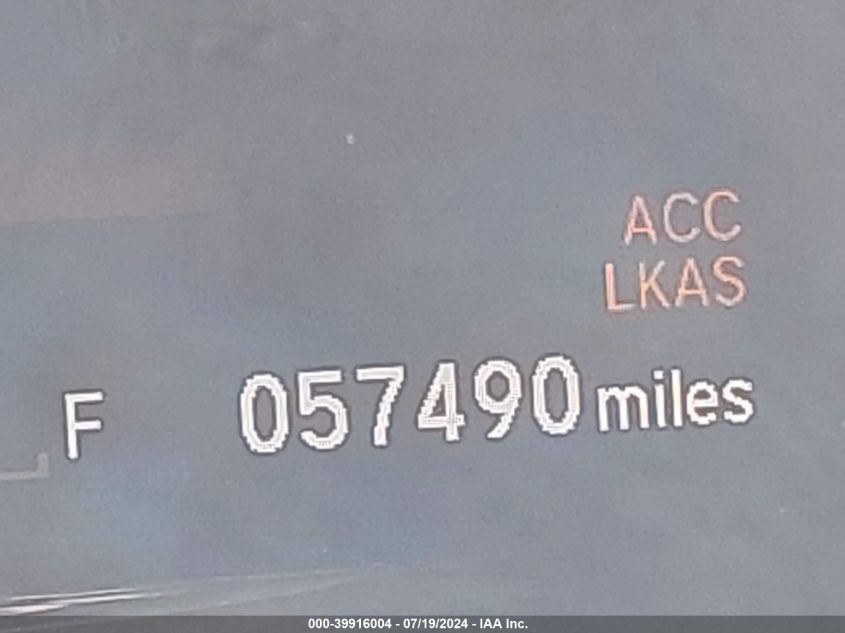 ACC
LKAS
F 057490 miles
000-39916004 - 07/19/2024 - IAA Inc.